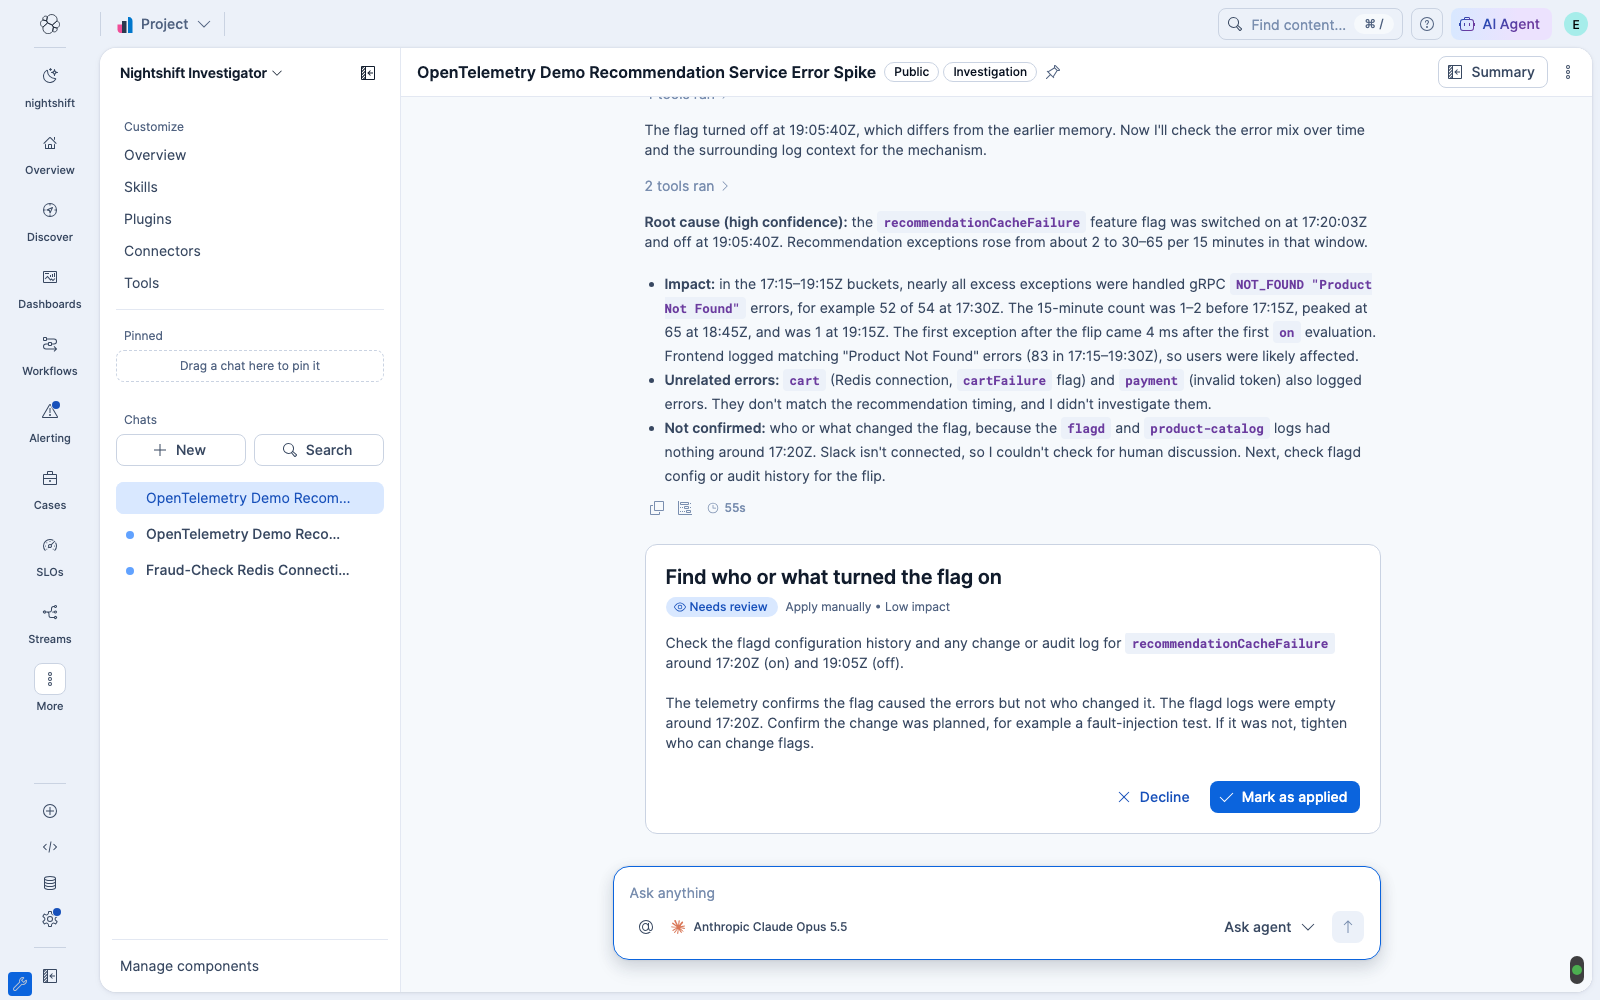 Project
Find content...
⌘ /
AI Agent
E
nightshift
Overview
Discover
Dashboards
Workflows
Alerting
Cases
SLOs
Streams
More
Nightshift Investigator
Customize
Overview
Skills
Plugins
Connectors
Tools
Pinned
Drag a chat here to pin it
Chats
New
Search
OpenTelemetry Demo Recom...
OpenTelemetry Demo Reco...
Fraud-Check Redis Connecti...
Manage components
OpenTelemetry Demo Recommendation Service Error Spike
Public
Investigation
Summary
tools ran
The flag turned off at 19:05:40Z, which differs from the earlier memory. Now I'll check the error mix over time
and the surrounding log context for the mechanism.
2 tools ran
Root cause (high confidence): the recommendationCacheFailure feature flag was switched on at 17:20:03Z
and off at 19:05:40Z. Recommendation exceptions rose from about 2 to 30–65 per 15 minutes in that window.
• Impact: in the 17:15–19:15Z buckets, nearly all excess exceptions were handled gRPC NOT_FOUND "Product
Not Found" errors, for example 52 of 54 at 17:30Z. The 15-minute count was 1–2 before 17:15Z, peaked at
65 at 18:45Z, and was 1 at 19:15Z. The first exception after the flip came 4 ms after the first on evaluation.
Frontend logged matching "Product Not Found" errors (83 in 17:15–19:30Z), so users were likely affected.
• Unrelated errors: cart (Redis connection, cartFailure flag) and payment (invalid token) also logged
errors. They don't match the recommendation timing, and I didn't investigate them.
• Not confirmed: who or what changed the flag, because the flagd and product-catalog logs had
nothing around 17:20Z. Slack isn't connected, so I couldn't check for human discussion. Next, check flagd
config or audit history for the flip.
55s
Find who or what turned the flag on
Needs review
Apply manually • Low impact
Check the flagd configuration history and any change or audit log for recommendationCacheFailure
around 17:20Z (on) and 19:05Z (off).
The telemetry confirms the flag caused the errors but not who changed it. The flagd logs were empty
around 17:20Z. Confirm the change was planned, for example a fault-injection test. If it was not, tighten
who can change flags.
Decline
Mark as applied
Ask anything
@
Anthropic Claude Opus 5.5
Ask agent